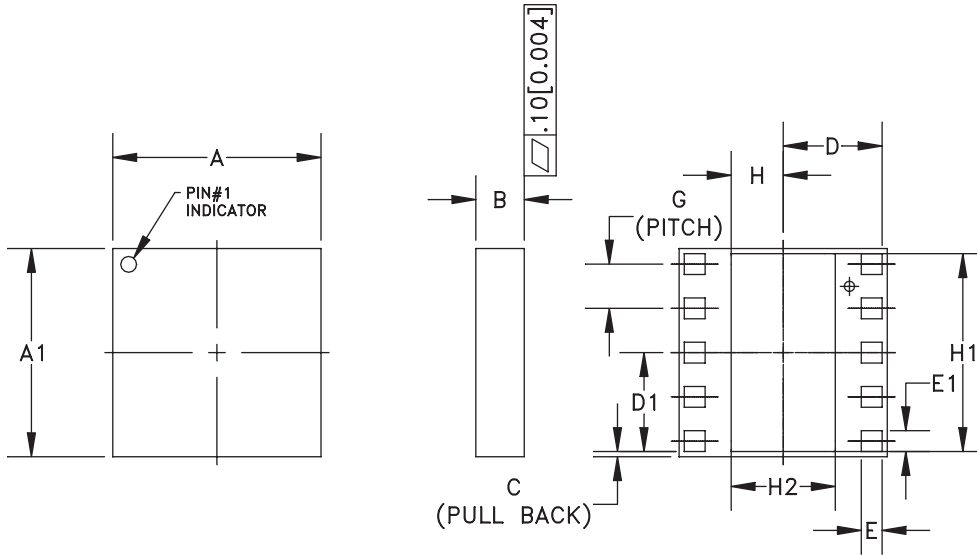 .10[0.004]
A
PIN#1
INDICATOR
B
D
H
G
(PITCH)
A1
H1
E1
D1
C
(PULL BACK)
H2
E